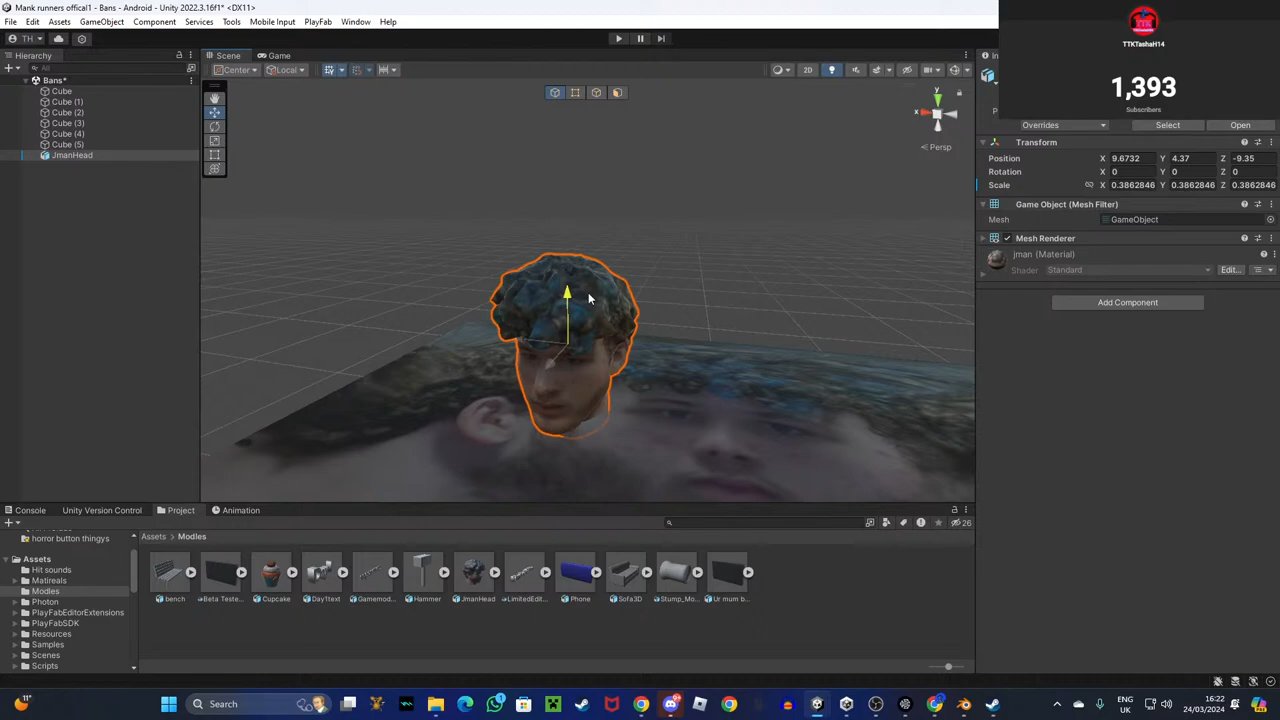 Mank runners offical1 - Bans - Android - Unity 2022.3.16f1* <DX11>
File Edit Assets GameObject Component Services Tools Mobile Input PlayFab Window Help
TTKTashaH14
1,393
Subscribers
TH
Hierarchy
Scene Game
All
Center Local
2D
Bans*
Cube
Cube (1)
Cube (2)
Cube (3)
Cube (4)
Cube (5)
JmanHead
y
x
Persp
Overrides Select Open
Transform
Position X 9.6732 Y 4.37 Z -9.35
Rotation X 0 Y 0 Z 0
Scale X 0.3862846 Y 0.3862846 Z 0.3862846
Game Object (Mesh Filter)
Mesh GameObject
Mesh Renderer
jman (Material)
Shader Standard Edit...
Add Component
Console Unity Version Control Project Animation
26
horror button thingys
Assets
Hit sounds
Matireals
Modles
Photon
PlayFabEditorExtensions
PlayFabSDK
Resources
Samples
Scenes
Scripts
Assets > Modles
bench Beta Teste... Cupcake Day1text Gamemod... Hammer JmanHead LimitedEdit... Phone Sofa3D Stump_Mo... Ur mum b...
11°
Search
ENG
UK
16:22
24/03/2024